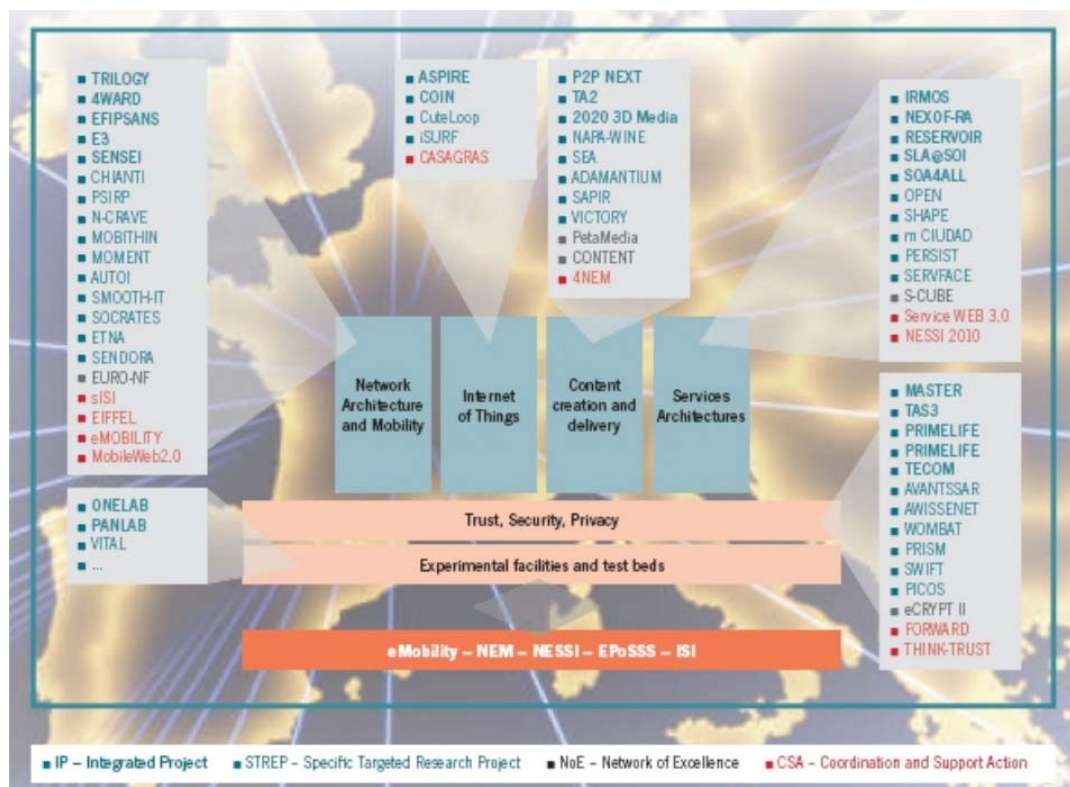 TRILOGY
4WARD
EFIPSANS
E3
SENSEI
CHIANTI
PSIRP
N-CRAVE
MOBITHIN
MOMENT
AUTOI
SMOOTH-IT
SOCRATES
ETNA
SENDORA
EURO-NF
sISI
EIFFEL
eMOBILITY
MobileWeb2.0
ONELAB
PANLAB
VITAL
...
ASPIRE
COIN
CuteLoop
iSURF
CASAGRAS
P2P NEXT
TA2
2020 3D Media
NAPA-WINE
SEA
ADAMANTIUM
SAPIR
VICTORY
PetaMedia
CONTENT
4NEM
IRMOS
NEXOF-RA
RESERVOIR
SLA@SOI
SOA4ALL
OPEN
SHAPE
m CIUDAD
PERSIST
SERVFACE
S-CUBE
Service WEB 3.0
NESSI 2010
MASTER
TAS3
PRIMELIFE
PRIMELIFE
TECOM
AVANTSSAR
AWISSENET
WOMBAT
PRISM
SWIFT
PICOS
eCRYPT II
FORWARD
THINK-TRUST
Network
Architecture
and Mobility
Internet
of Things
Content
creation and
delivery
Services
Architectures
Trust, Security, Privacy
Experimental facilities and test beds
eMobility – NEM – NESSI – EPoSSS – ISI
IP – Integrated Project
STREP – Specific Targeted Research Project
NoE – Network of Excellence
CSA – Coordination and Support Action